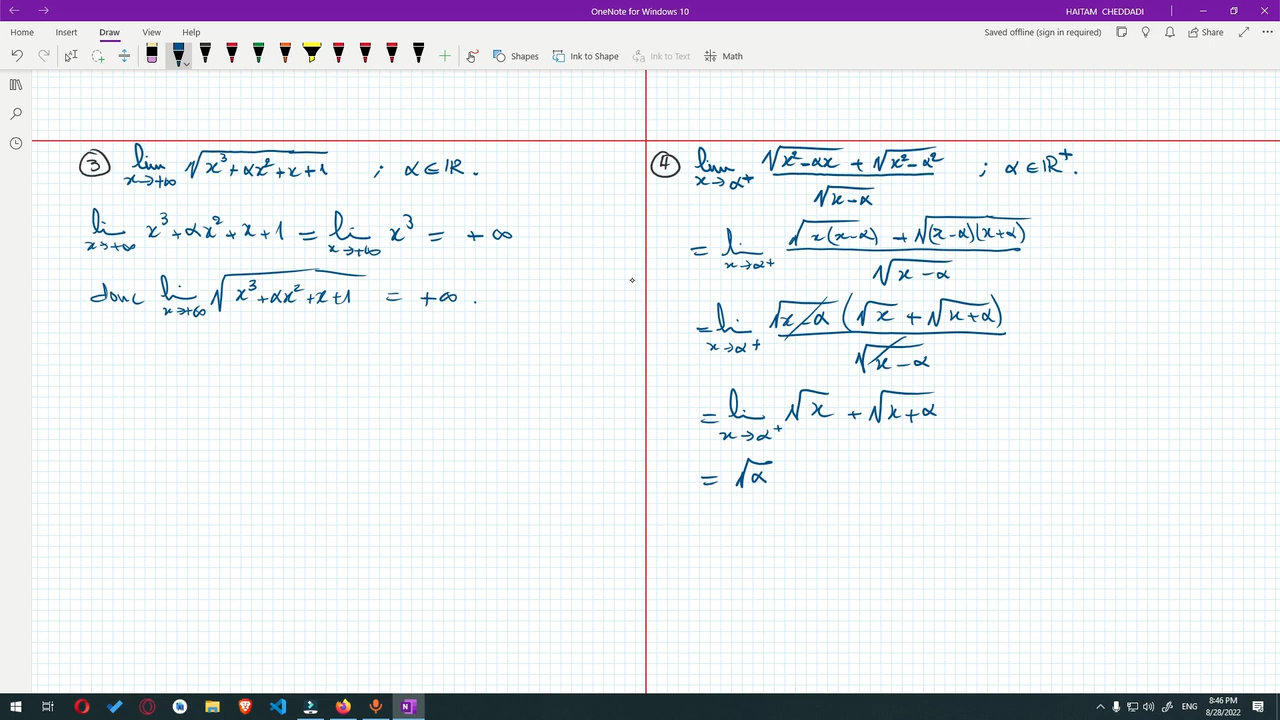 OneNote for Windows 10
HAITAM CHEDDADI
Home Insert Draw View Help
Saved offline (sign in required)
Share
Shapes Ink to Shape Ink to Text Math
③ lim x→+∞ √(x³+αx²+x+1) ; α∈ℝ.
lim x→+∞ x³+αx²+x+1 = lim x→+∞ x³ = +∞
donc lim x→+∞ √(x³+αx²+x+1) = +∞.
④ lim x→α⁺ (√(x²-αx) + √(x²-α²))/√(x-α) ; α∈ℝ⁺.
= lim x→α⁺ (√(x(x-α)) + √((x-α)(x+α)))/√(x-α)
= lim x→α⁺ √(x-α)(√x + √(x+α))/√(x-α)
= lim x→α⁺ √x + √(x+α)
= √α
8:46 PM
8/28/2022